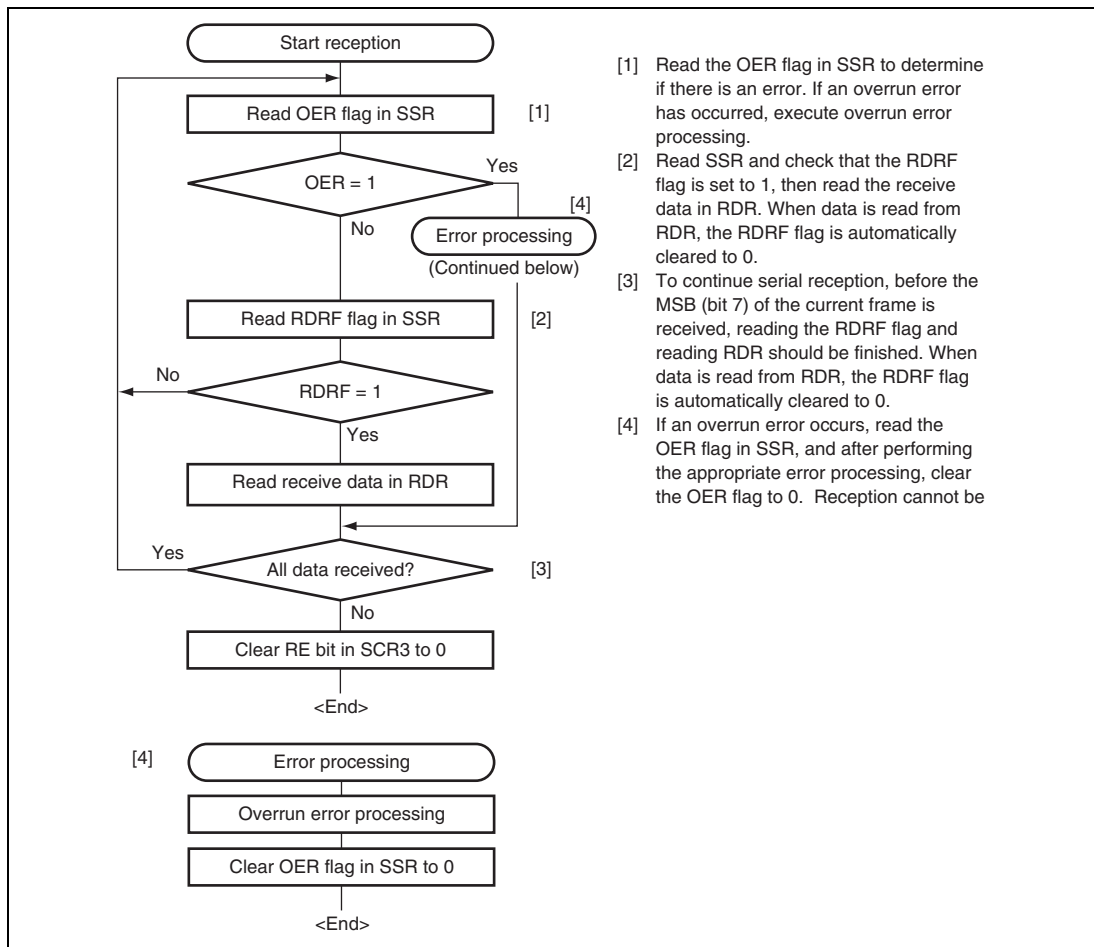 Start reception
Read OER flag in SSR
[1]
OER = 1
Yes
No
[4]
Error processing
(Continued below)
Read RDRF flag in SSR
[2]
No
RDRF = 1
Yes
Read receive data in RDR
Yes
All data received?
[3]
No
Clear RE bit in SCR3 to 0
<End>
[4]
Error processing
Overrun error processing
Clear OER flag in SSR to 0
<End>
[1] Read the OER flag in SSR to determine
if there is an error. If an overrun error
has occurred, execute overrun error
processing.
[2] Read SSR and check that the RDRF
flag is set to 1, then read the receive
data in RDR. When data is read from
RDR, the RDRF flag is automatically
cleared to 0.
[3] To continue serial reception, before the
MSB (bit 7) of the current frame is
received, reading the RDRF flag and
reading RDR should be finished. When
data is read from RDR, the RDRF flag
is automatically cleared to 0.
[4] If an overrun error occurs, read the
OER flag in SSR, and after performing
the appropriate error processing, clear
the OER flag to 0. Reception cannot be